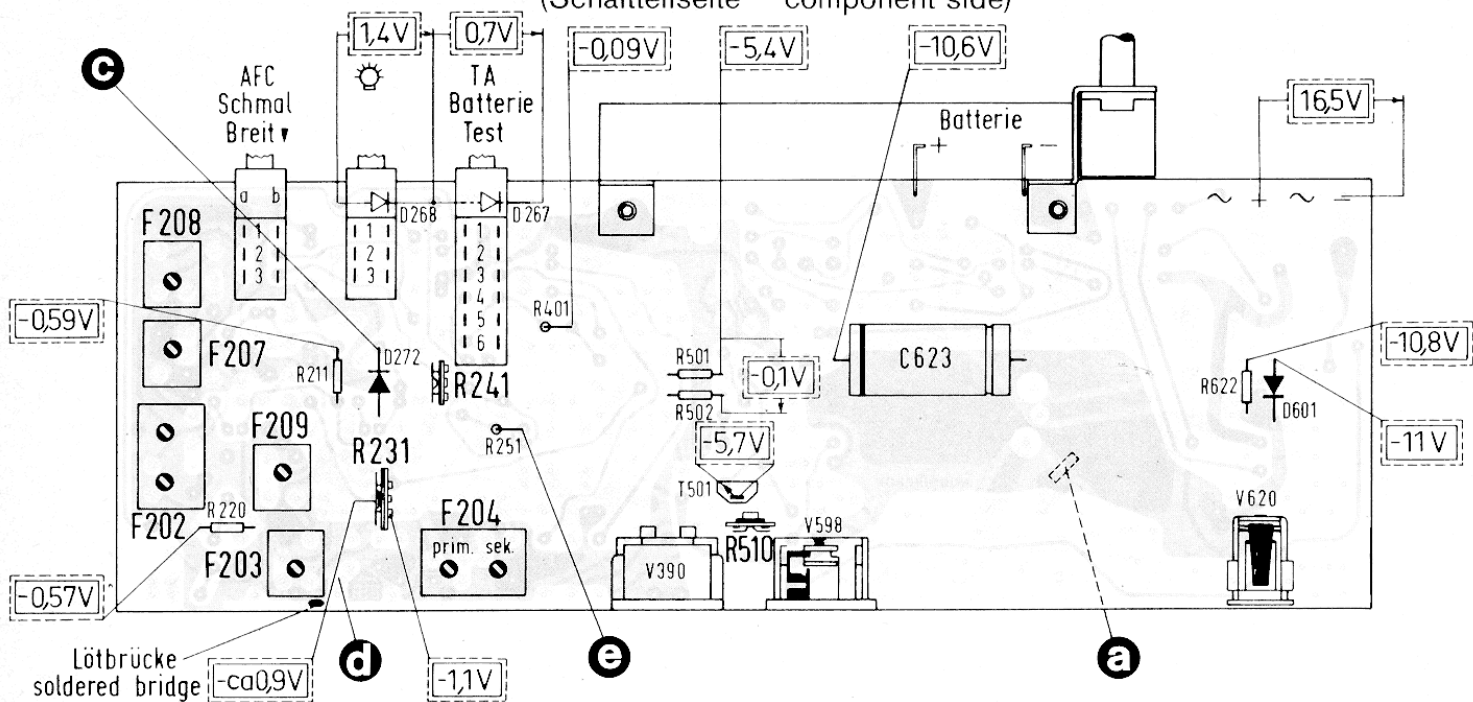 (Schaltteilseite component side)
1,4V
0,7V
-0,09V
-5,4V
-10,6V
16,5V
c
AFC
Schmal
Breit ▾
TA
Batterie
Test
Batterie
+
-
~ + ~ -
a b
1
2
3
D268
1
2
3
D267
1
2
3
4
5
6
F208
-0,59V
F207
R211
D272
R241
R401
R501
R502
-0,1V
C623
R622
D601
-10,8V
-11V
F209
R231
R251
-5,7V
T501
F202
R220
F203
F204
prim. sek.
V390
R510
V598
V620
-0,57V
Lötbrücke
soldered bridge
-ca0,9V
d
-1,1V
e
a